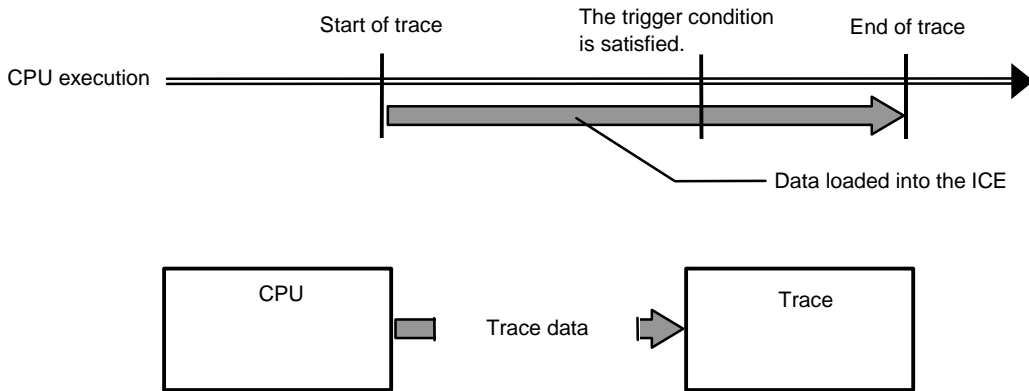 Start of trace
The trigger condition
is satisfied.
End of trace
CPU execution
Data loaded into the ICE
CPU
Trace data
Trace